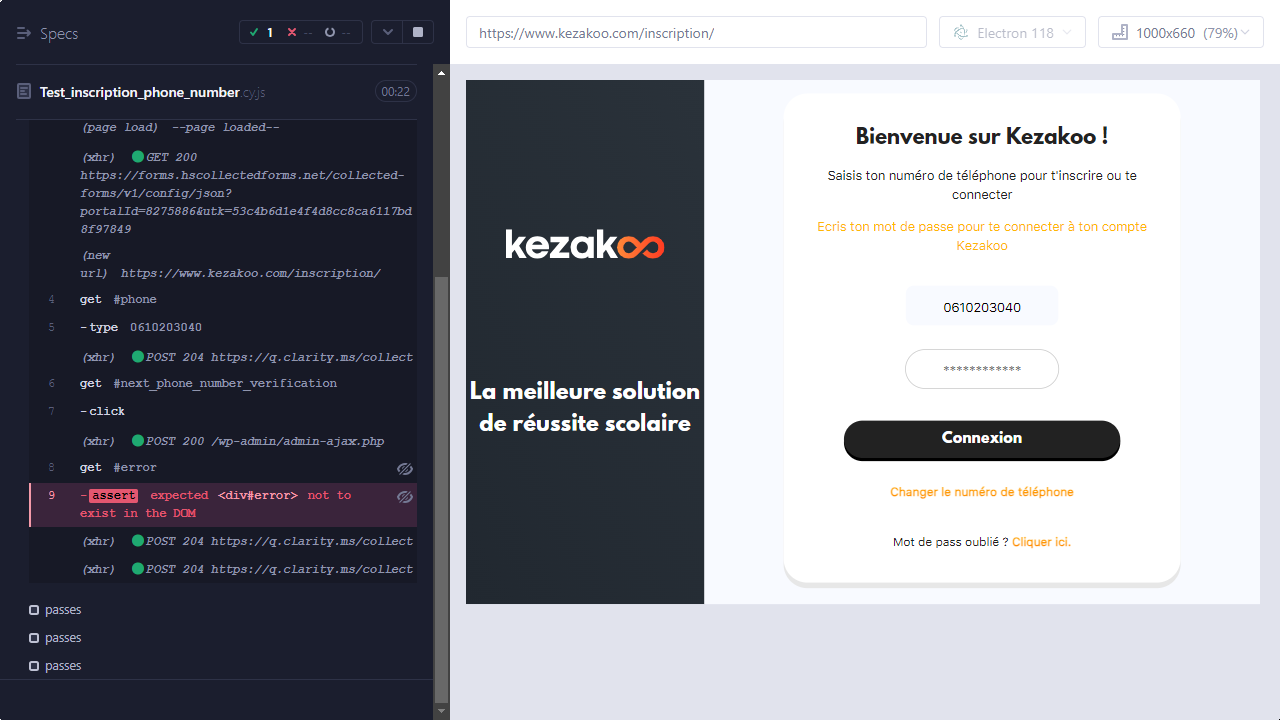 Specs
1 -- --
https://www.kezakoo.com/inscription/
Electron 118
1000x660 (79%)
Test_inscription_phone_number.cy.js
00:22
(page load) --page loaded--
(xhr) GET 200
https://forms.hscollectedforms.net/collected-
forms/v1/config/json?
portalId=8275886&utk=53c4b6d1e4f4d8cc8ca6117bd
8f97849
(new
url) https://www.kezakoo.com/inscription/
4 get #phone
5 -type 0610203040
(xhr) POST 204 https://q.clarity.ms/collect
6 get #next_phone_number_verification
7 -click
(xhr) POST 200 /wp-admin/admin-ajax.php
8 get #error
9 -assert expected <div#error> not to
exist in the DOM
(xhr) POST 204 https://q.clarity.ms/collect
(xhr) POST 204 https://q.clarity.ms/collect
passes
passes
passes
kezakoo
La meilleure solution
de réussite scolaire
Bienvenue sur Kezakoo !
Saisis ton numéro de téléphone pour t'inscrire ou te
connecter
Ecris ton mot de passe pour te connecter à ton compte
Kezakoo
0610203040
************
Connexion
Changer le numéro de téléphone
Mot de pass oublié ? Cliquer ici.